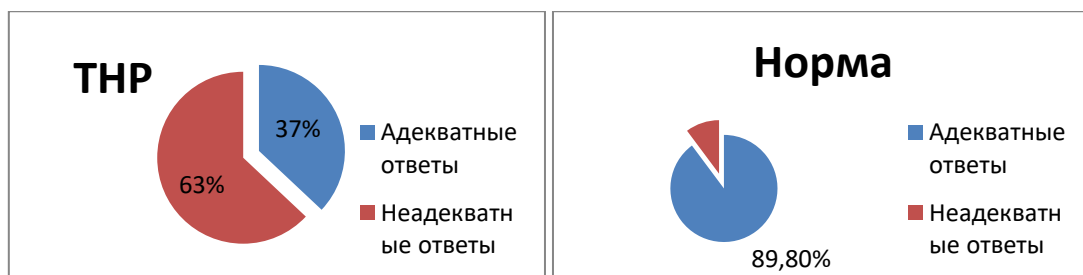 ТНР
37%
63%
Адекватные
ответы
Неадекватн
ые ответы
Норма
89,80%
Адекватные
ответы
Неадекватн
ые ответы